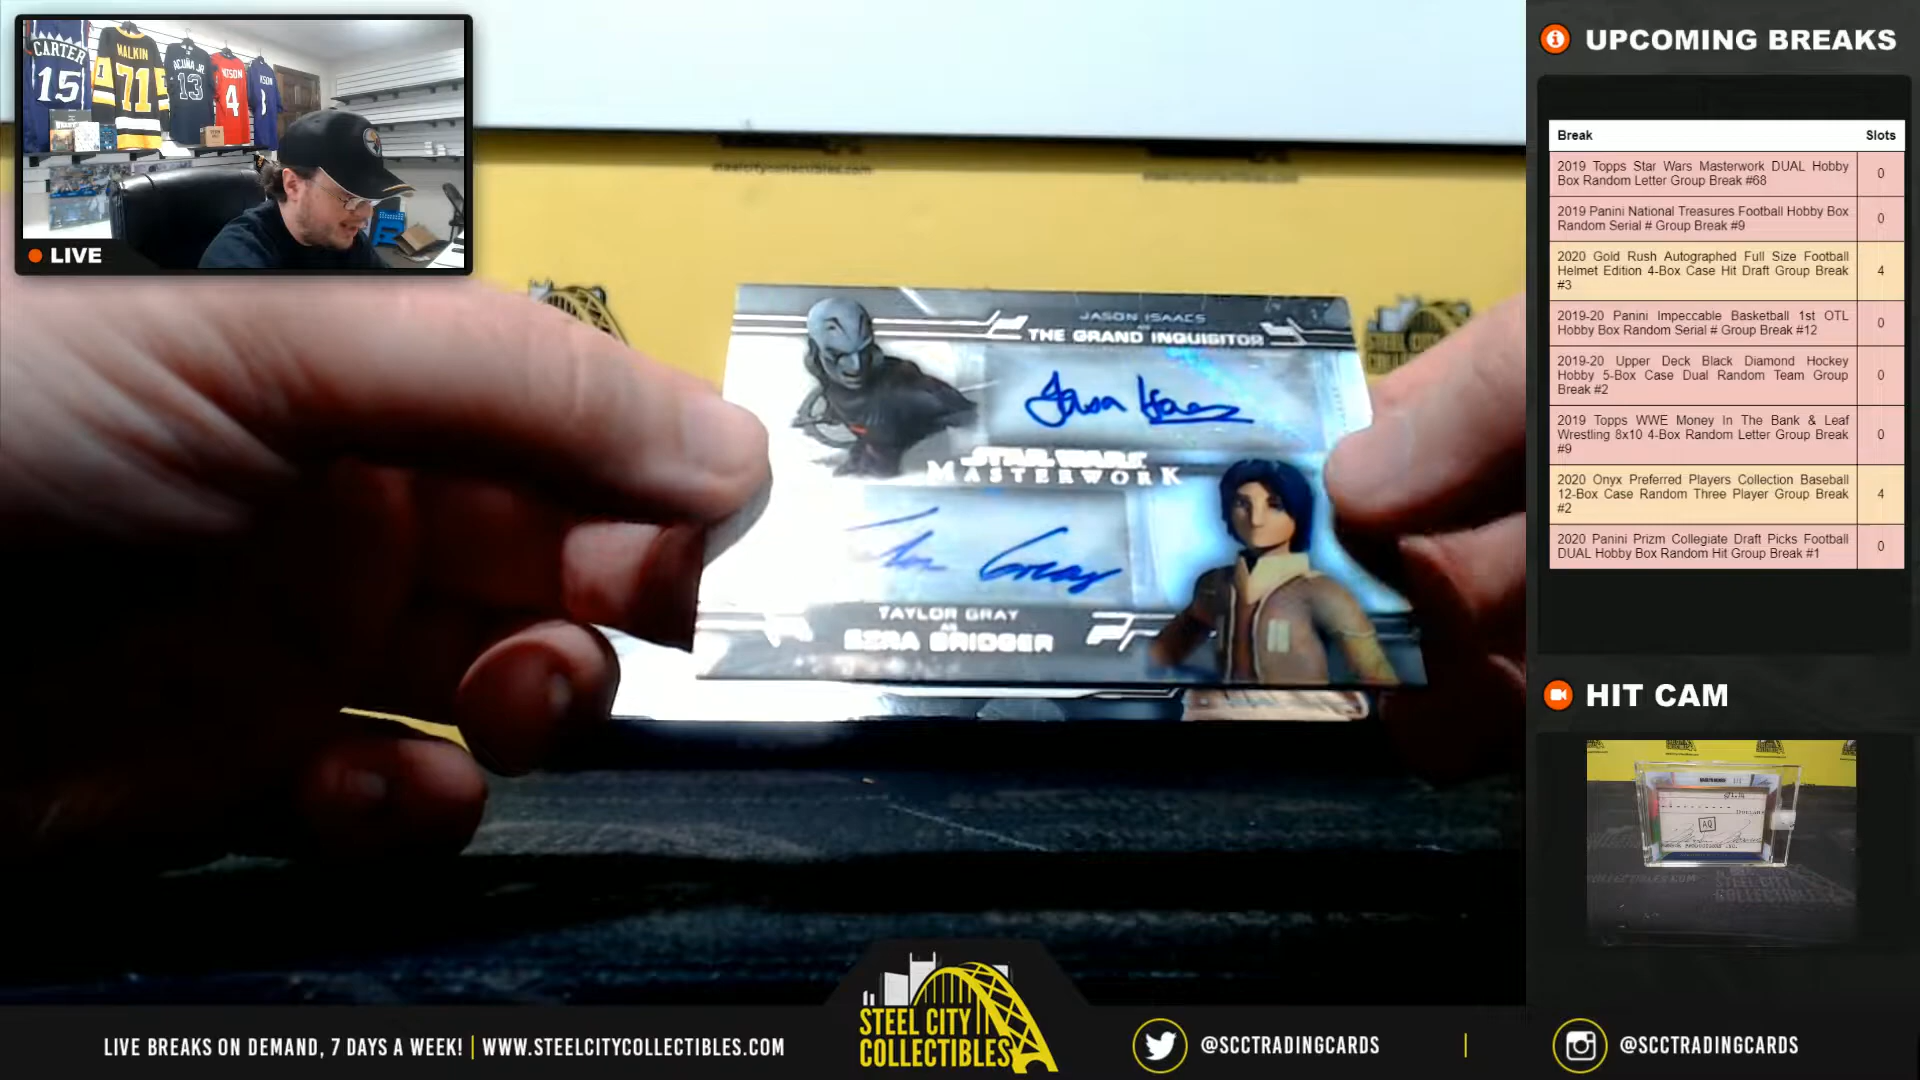 CARTER
15
MALKIN
71
ACUÑA JR
13
4
LIVE
steelcitycollectibles.com
JASON ISAACS
AS
THE GRAND INQUISITOR
STAR WARS
MASTERWORK
TAYLOR GRAY
AS
EZRA BRIDGER
UPCOMING BREAKS
Break Slots
2019 Topps Star Wars Masterwork DUAL Hobby
Box Random Letter Group Break #68
0
2019 Panini National Treasures Football Hobby Box
Random Serial # Group Break #9
0
2020 Gold Rush Autographed Full Size Football
Helmet Edition 4-Box Case Hit Draft Group Break
#3
4
2019-20 Panini Impeccable Basketball 1st OTL
Hobby Box Random Serial # Group Break #12
0
2019-20 Upper Deck Black Diamond Hockey
Hobby 5-Box Case Dual Random Team Group
Break #2
0
2019 Topps WWE Money In The Bank & Leaf
Wrestling 8x10 4-Box Random Letter Group Break
#9
0
2020 Onyx Preferred Players Collection Baseball
12-Box Case Random Three Player Group Break
#2
4
2020 Panini Prizm Collegiate Draft Picks Football
DUAL Hobby Box Random Hit Group Break #1
0
HIT CAM
LIVE BREAKS ON DEMAND, 7 DAYS A WEEK! | WWW.STEELCITYCOLLECTIBLES.COM
STEEL CITY
COLLECTIBLES
@SCCTRADINGCARDS
@SCCTRADINGCARDS